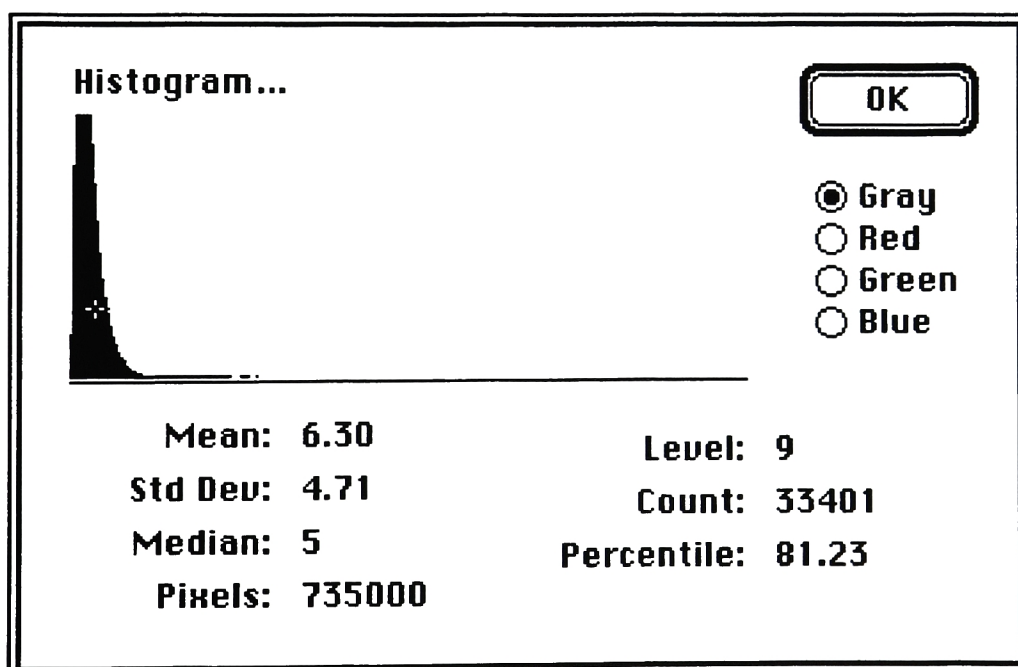 Histogram...
OK
Gray
Red
Green
Blue
Mean: 6.30
Std Dev: 4.71
Median: 5
Pixels: 735000
Level: 9
Count: 33401
Percentile: 81.23